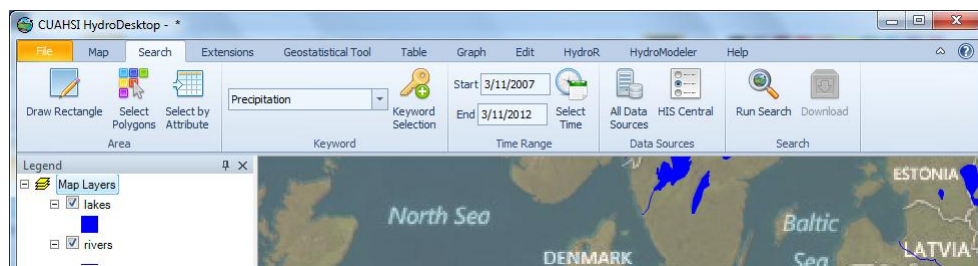 CUAHSI HydroDesktop - *
File Map Search Extensions Geostatistical Tool Table Graph Edit HydroR HydroModeler Help
Draw Rectangle
Select Polygons
Select by Attribute
Area
Precipitation
Keyword Selection
Keyword
Start 3/11/2007
End 3/11/2012
Select Time
Time Range
All Data Sources
HIS Central
Data Sources
Run Search
Download
Search
Legend
Map Layers
lakes
rivers
North Sea
DENMARK
Baltic
Sea
ESTONIA
LATVIA